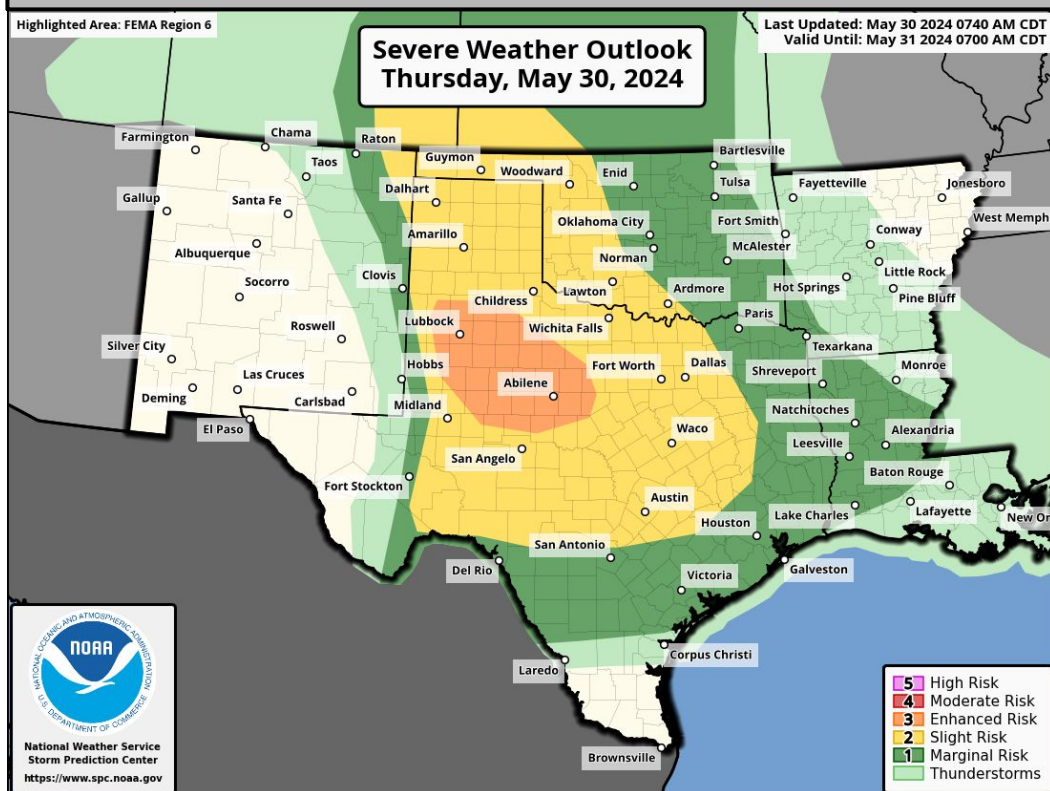 Highlighted Area: FEMA Region 6
Severe Weather Outlook
Thursday, May 30, 2024
Last Updated: May 30 2024 0740 AM CDT
Valid Until: May 31 2024 0700 AM CDT
Farmington
Chama
Raton
Taos
Guymon
Woodward
Enid
Bartlesville
Tulsa
Fayetteville
Jonesboro
Gallup
Santa Fe
Dalhart
Oklahoma City
Fort Smith
Conway
West Memph
Albuquerque
Amarillo
Norman
McAlester
Little Rock
Socorro
Clovis
Childress
Lawton
Ardmore
Hot Springs
Pine Bluff
Roswell
Lubbock
Wichita Falls
Paris
Texarkana
Silver City
Las Cruces
Hobbs
Abilene
Fort Worth
Dallas
Shreveport
Monroe
Deming
Carlsbad
Midland
Natchitoches
El Paso
Waco
Leesville
Alexandria
San Angelo
Baton Rouge
Fort Stockton
Austin
Houston
Lake Charles
Lafayette
New Or
San Antonio
Del Rio
Victoria
Galveston
Laredo
Corpus Christi
Brownsville
NATIONAL OCEANIC AND ATMOSPHERIC ADMINISTRATION
NOAA
U.S. DEPARTMENT OF COMMERCE
National Weather Service
Storm Prediction Center
https://www.spc.noaa.gov
5 High Risk
4 Moderate Risk
3 Enhanced Risk
2 Slight Risk
1 Marginal Risk
Thunderstorms